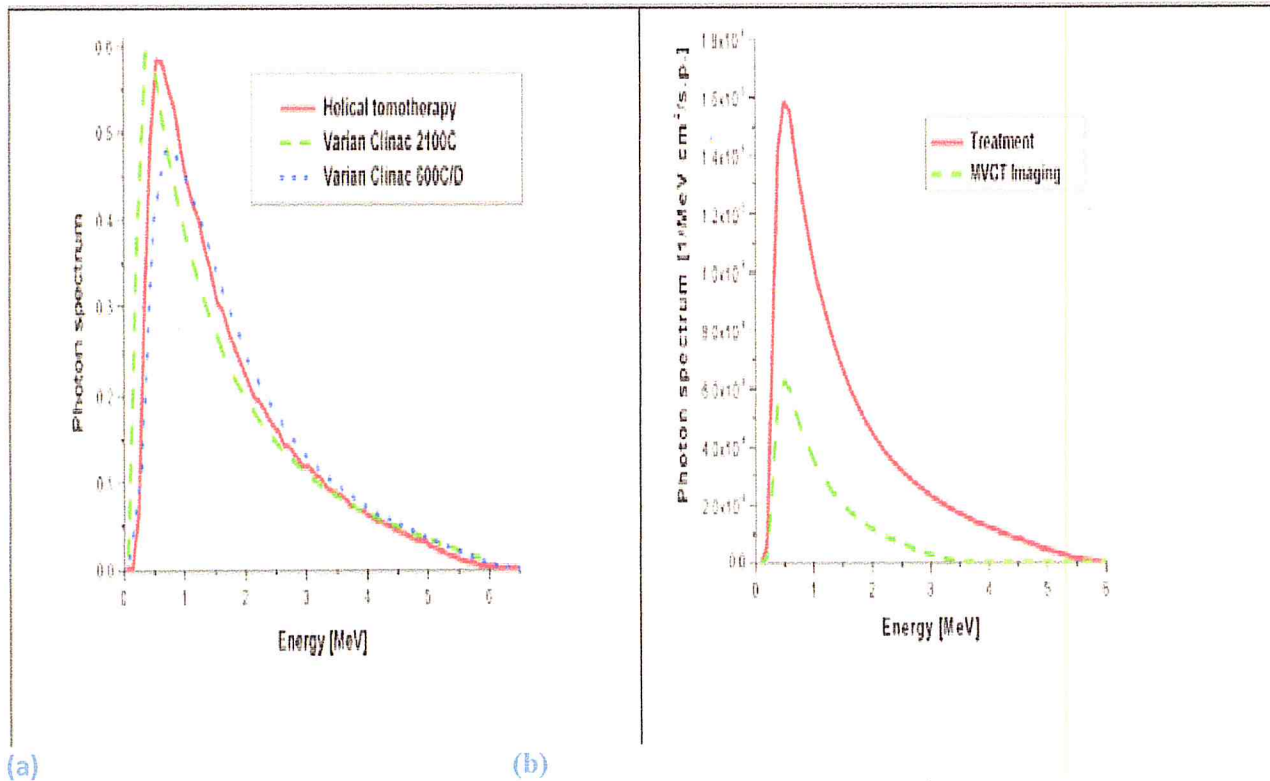 0.6
0.5
0.4
0.3
0.2
0.1
0.0
Photon spectrum
Helical tomotherapy
Varian Clinac 2100C
Varian Clinac 600C/D
0 1 2 3 4 5 6
Energy [MeV]
(a)
Photon spectrum
Treatment
MVCT Imaging
0.0
0 1 2 3 4 5 6
Energy [MeV]
(b)